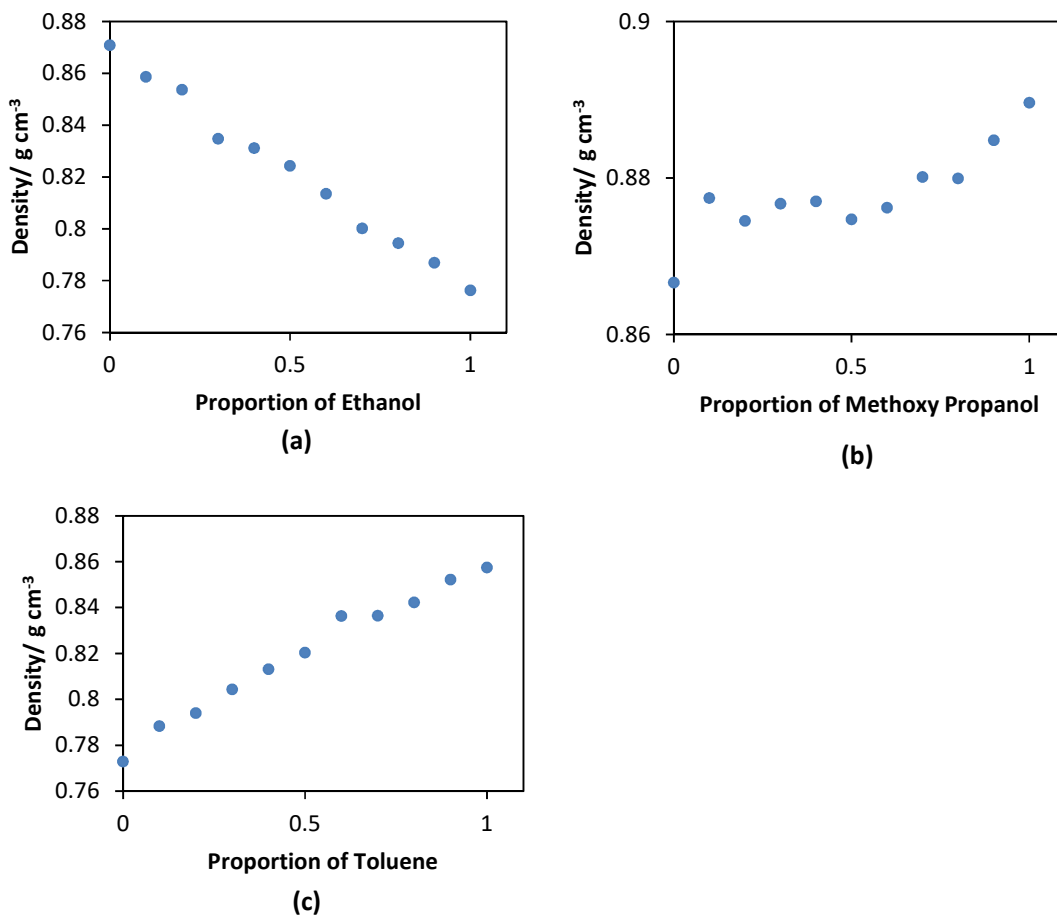 0.88
0.86
0.84
0.82
0.8
0.78
0.76
Density/ g cm⁻³
0 0.5 1
Proportion of Ethanol
(a)
0.9
0.88
0.86
Density/ g cm⁻³
0 0.5 1
Proportion of Methoxy Propanol
(b)
0.88
0.86
0.84
0.82
0.8
0.78
0.76
Density/ g cm⁻³
0 0.5 1
Proportion of Toluene
(c)